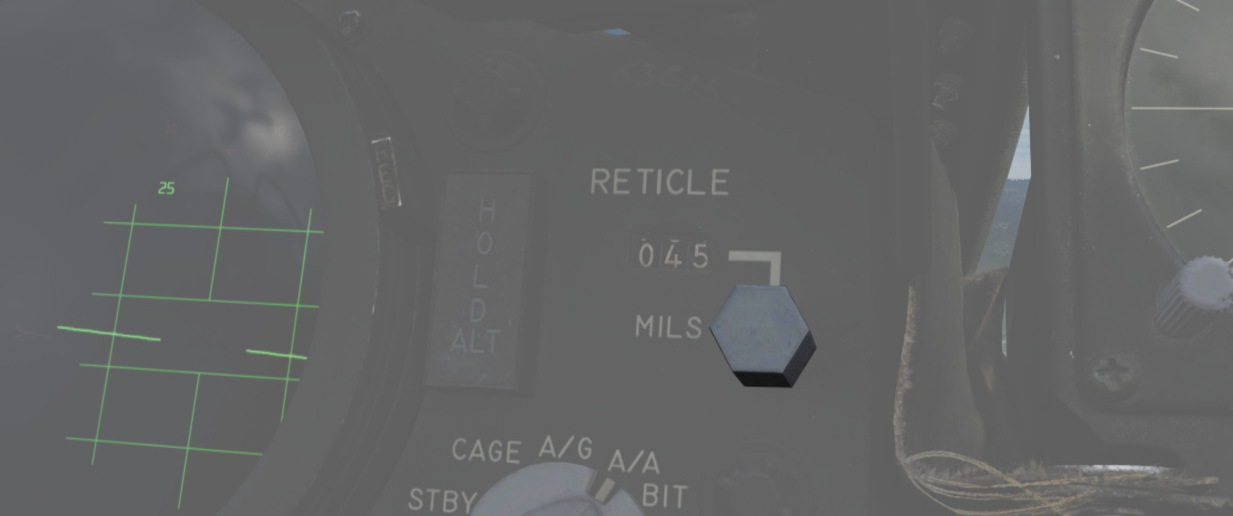 25
RETICLE
HOLD
ALT
045
MILS
CAGE A/G A/A
STBY BIT